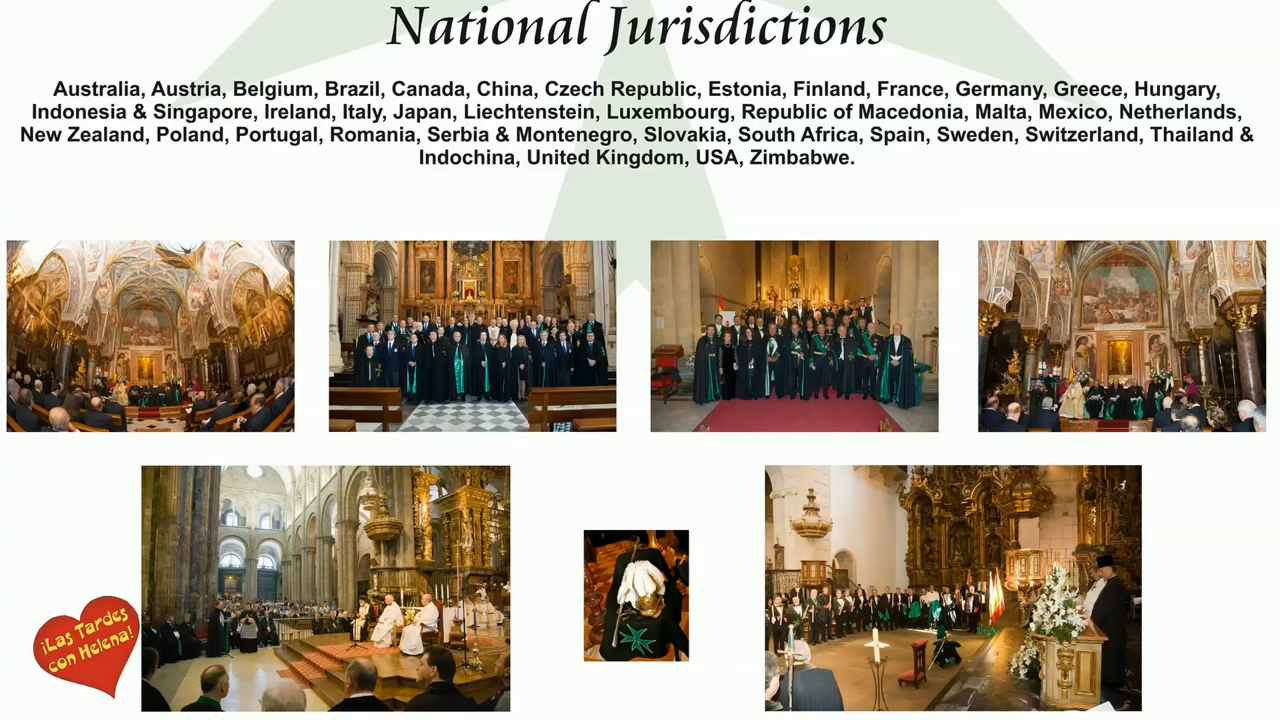 National Jurisdictions
Australia, Austria, Belgium, Brazil, Canada, China, Czech Republic, Estonia, Finland, France, Germany, Greece, Hungary,
Indonesia & Singapore, Ireland, Italy, Japan, Liechtenstein, Luxembourg, Republic of Macedonia, Malta, Mexico, Netherlands,
New Zealand, Poland, Portugal, Romania, Serbia & Montenegro, Slovakia, South Africa, Spain, Sweden, Switzerland, Thailand &
Indochina, United Kingdom, USA, Zimbabwe.
¡Las Tardes
con Helena!